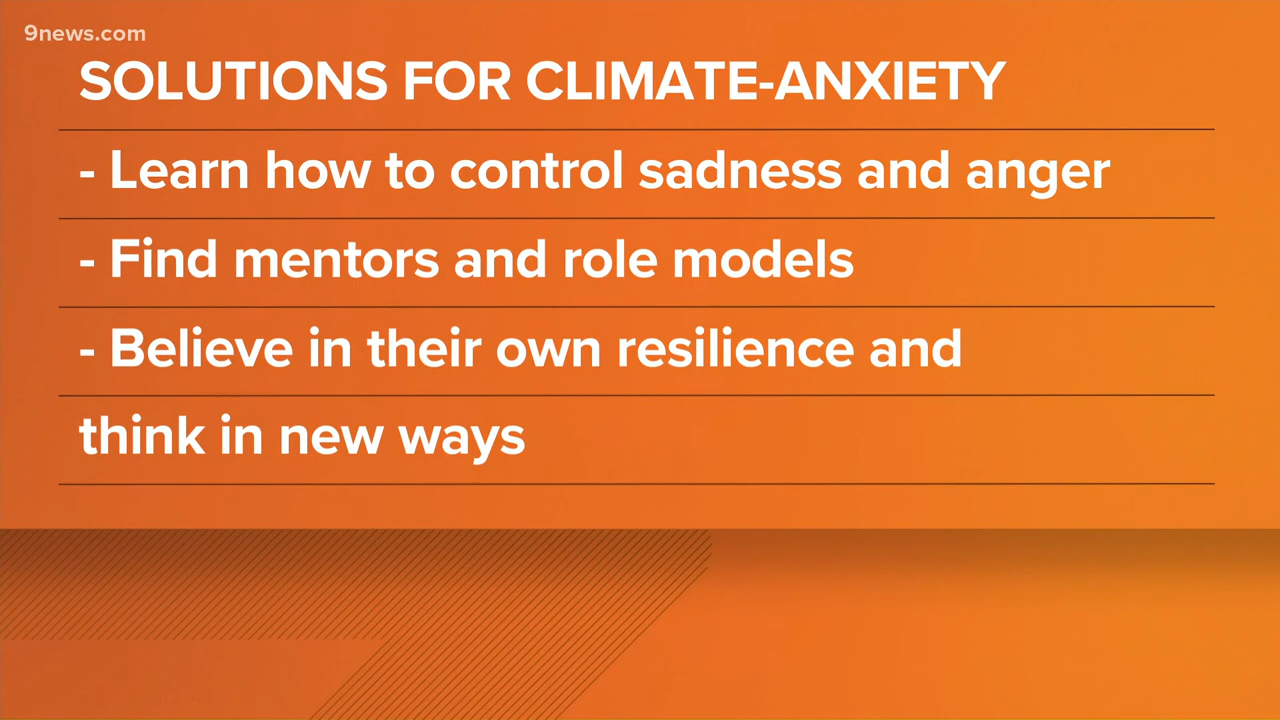 9news.com
SOLUTIONS FOR CLIMATE-ANXIETY
- Learn how to control sadness and anger
- Find mentors and role models
- Believe in their own resilience and
think in new ways